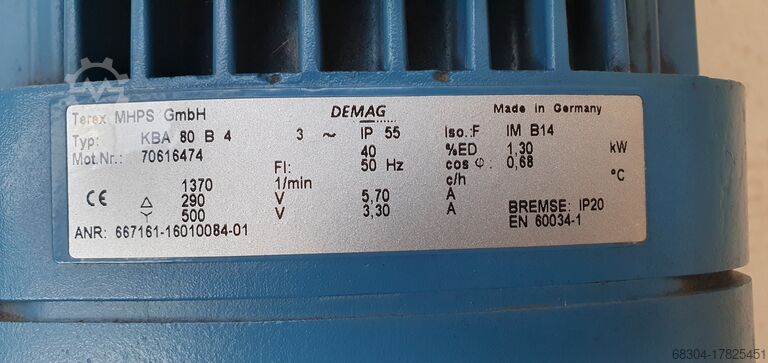 Terex MHPS GmbH DEMAG Made in Germany
Typ: KBA 80 B 4 3 ~ IP 55 Iso.:F IM B14
Mot.Nr.: 70616474 40 %ED 1,30 kW
FI: 50 Hz cos φ: 0,68
1370 1/min c/h °C
CE △ 290 V 5,70 A
Y 500 V 3,30 A BREMSE: IP20
ANR: 667161-16010084-01 EN 60034-1
68304-17825451